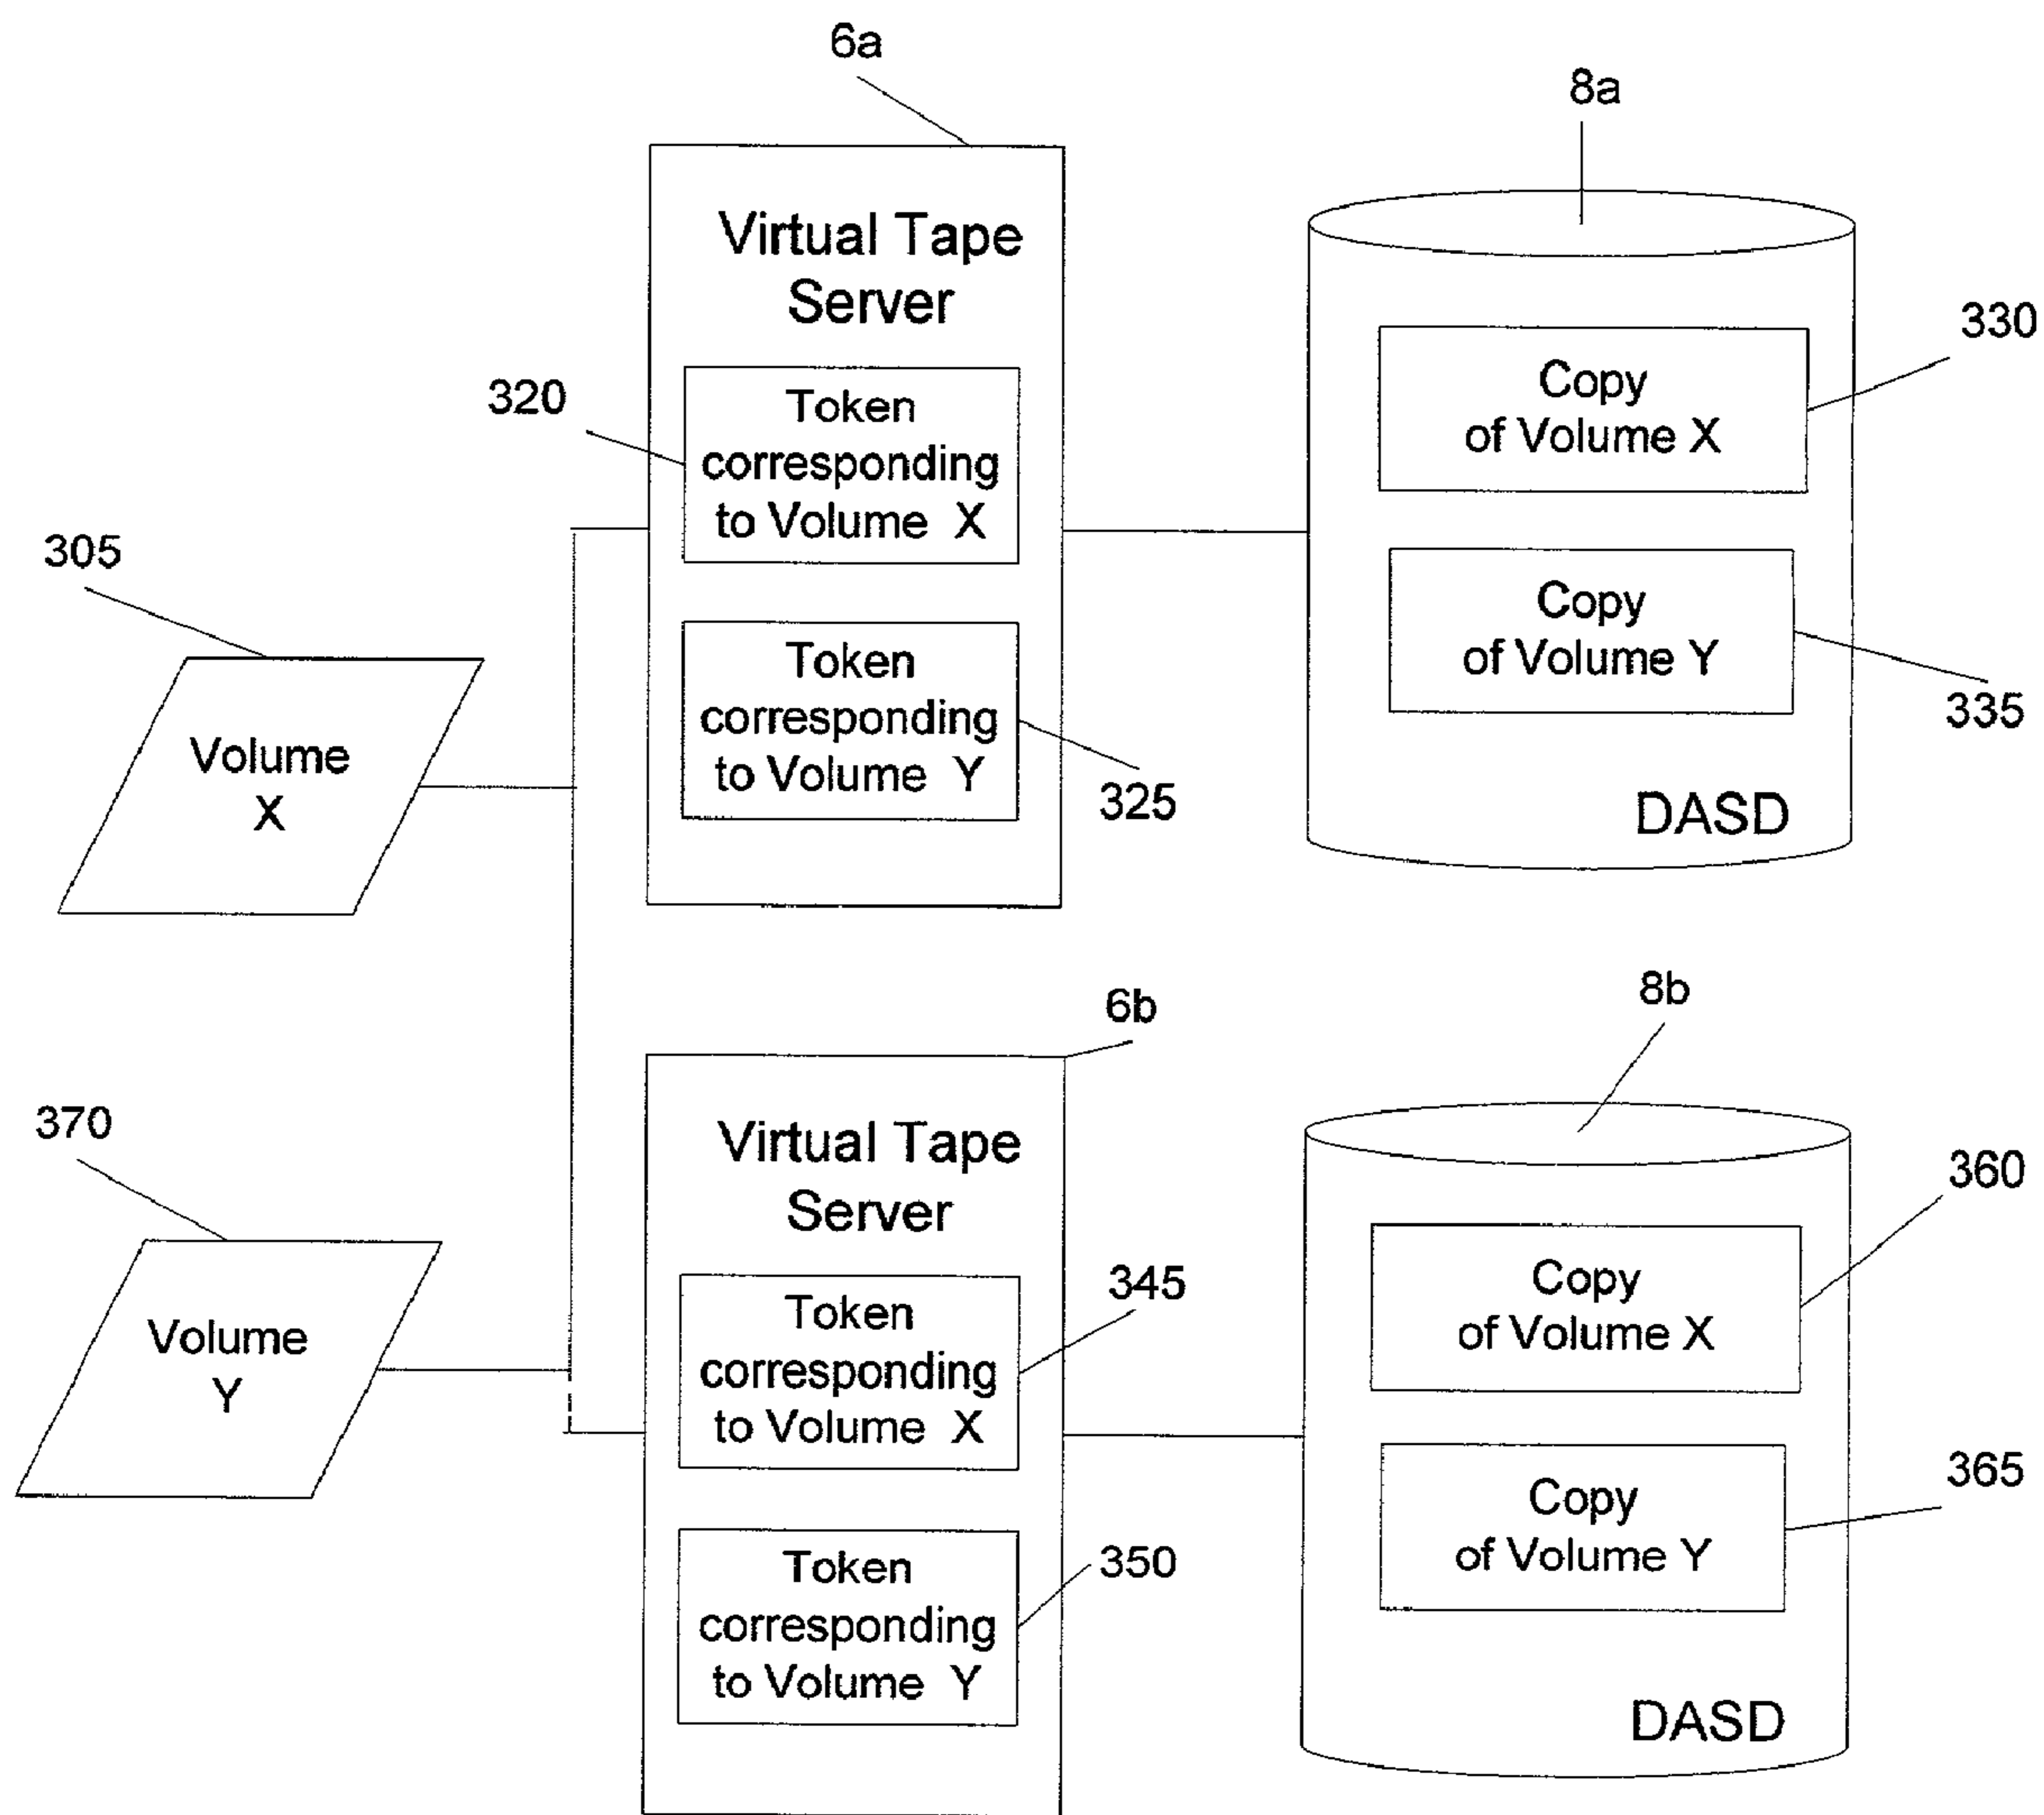 6a
8a
Virtual Tape
Server
330
Copy
of Volume X
320
Token
corresponding
to Volume X
305
Copy
of Volume Y
335
Token
corresponding
to Volume Y
325
Volume
X
DASD
6b
8b
370
Virtual Tape
Server
360
Copy
of Volume X
345
Token
corresponding
to Volume X
Volume
Y
365
Copy
of Volume Y
350
Token
corresponding
to Volume Y
DASD